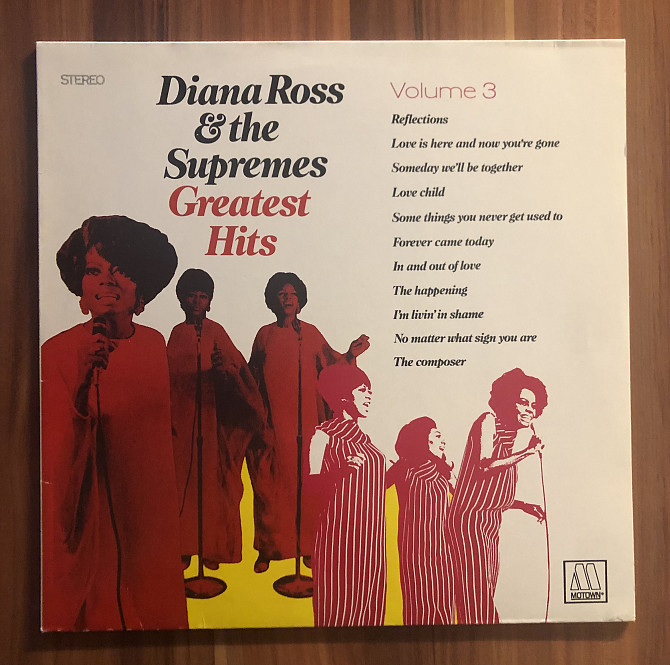 STEREO
Diana Ross
& the
Supremes
Greatest
Hits
Volume 3
Reflections
Love is here and now you're gone
Someday we'll be together
Love child
Some things you never get used to
Forever came today
In and out of love
The happening
I'm livin' in shame
No matter what sign you are
The composer
MOTOWN®